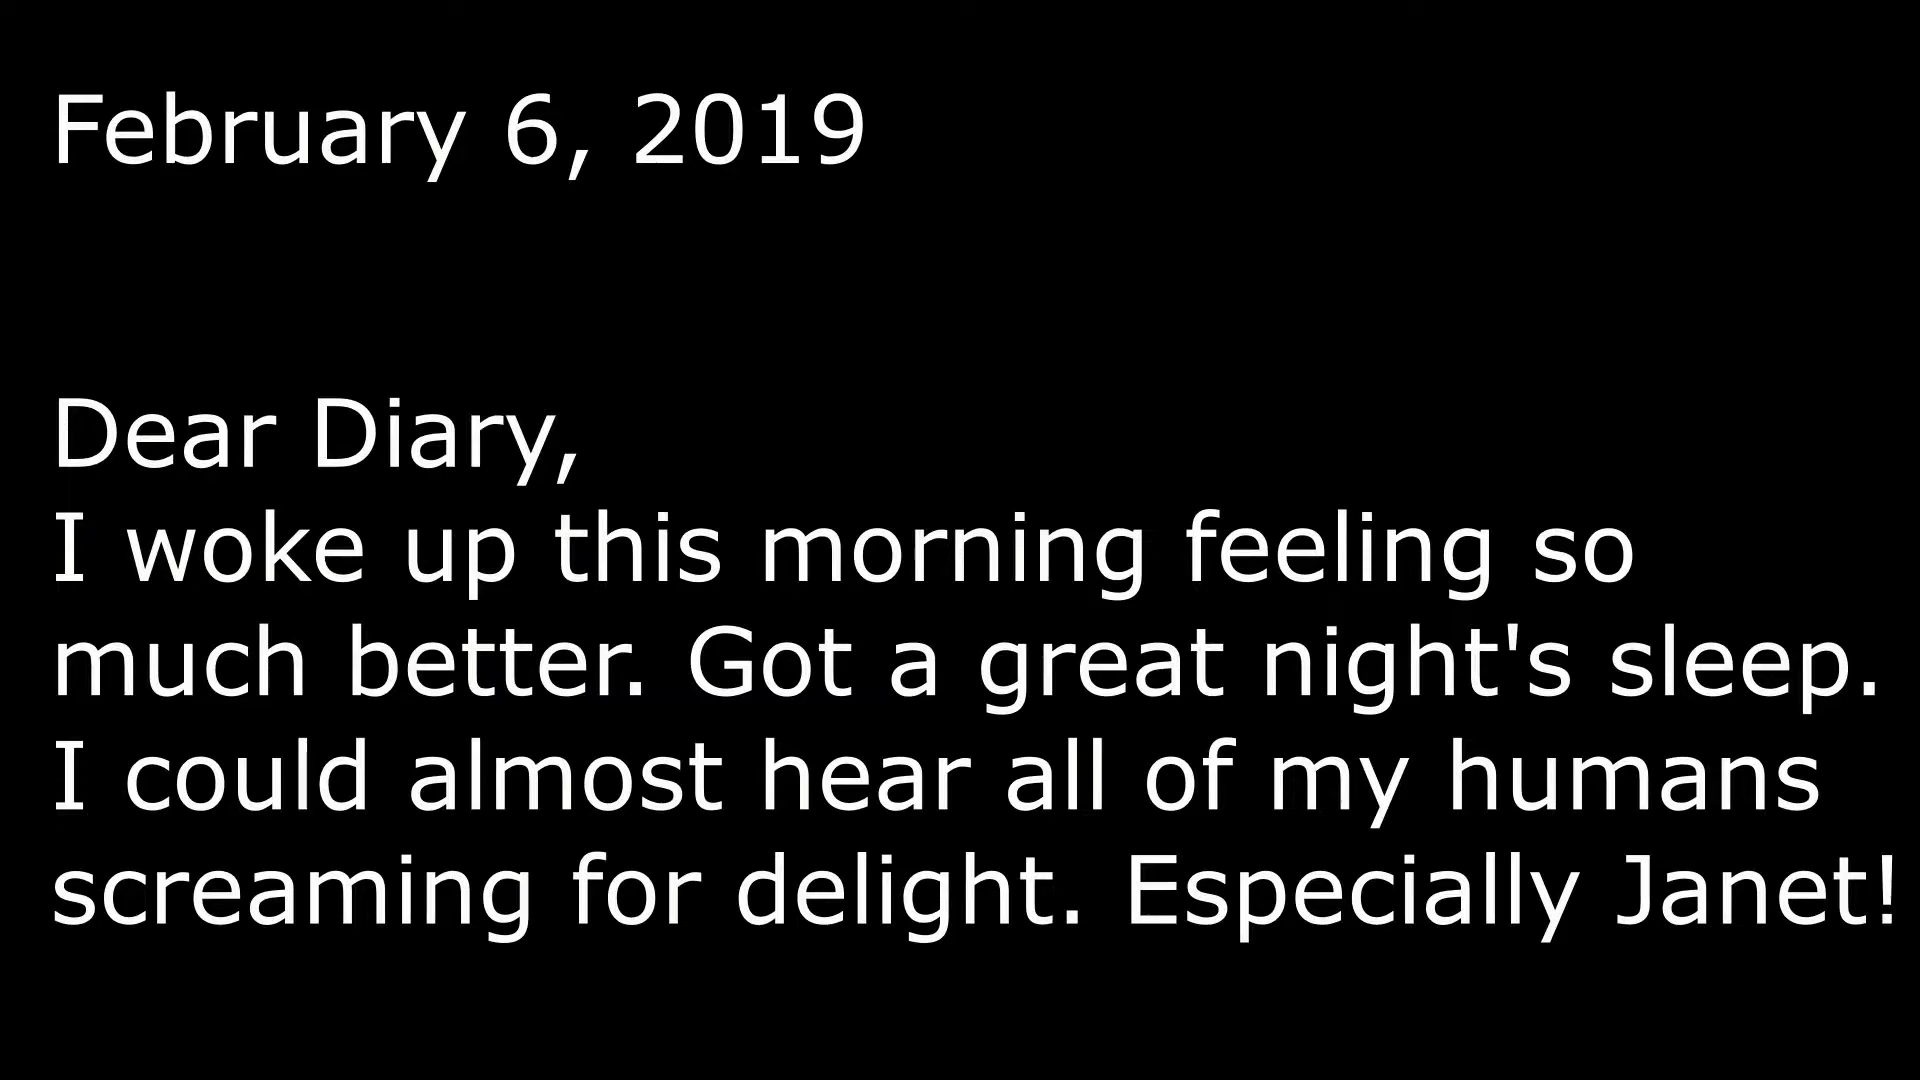 February 6, 2019
Dear Diary,
I woke up this morning feeling so
much better. Got a great night's sleep.
I could almost hear all of my humans
screaming for delight. Especially Janet!